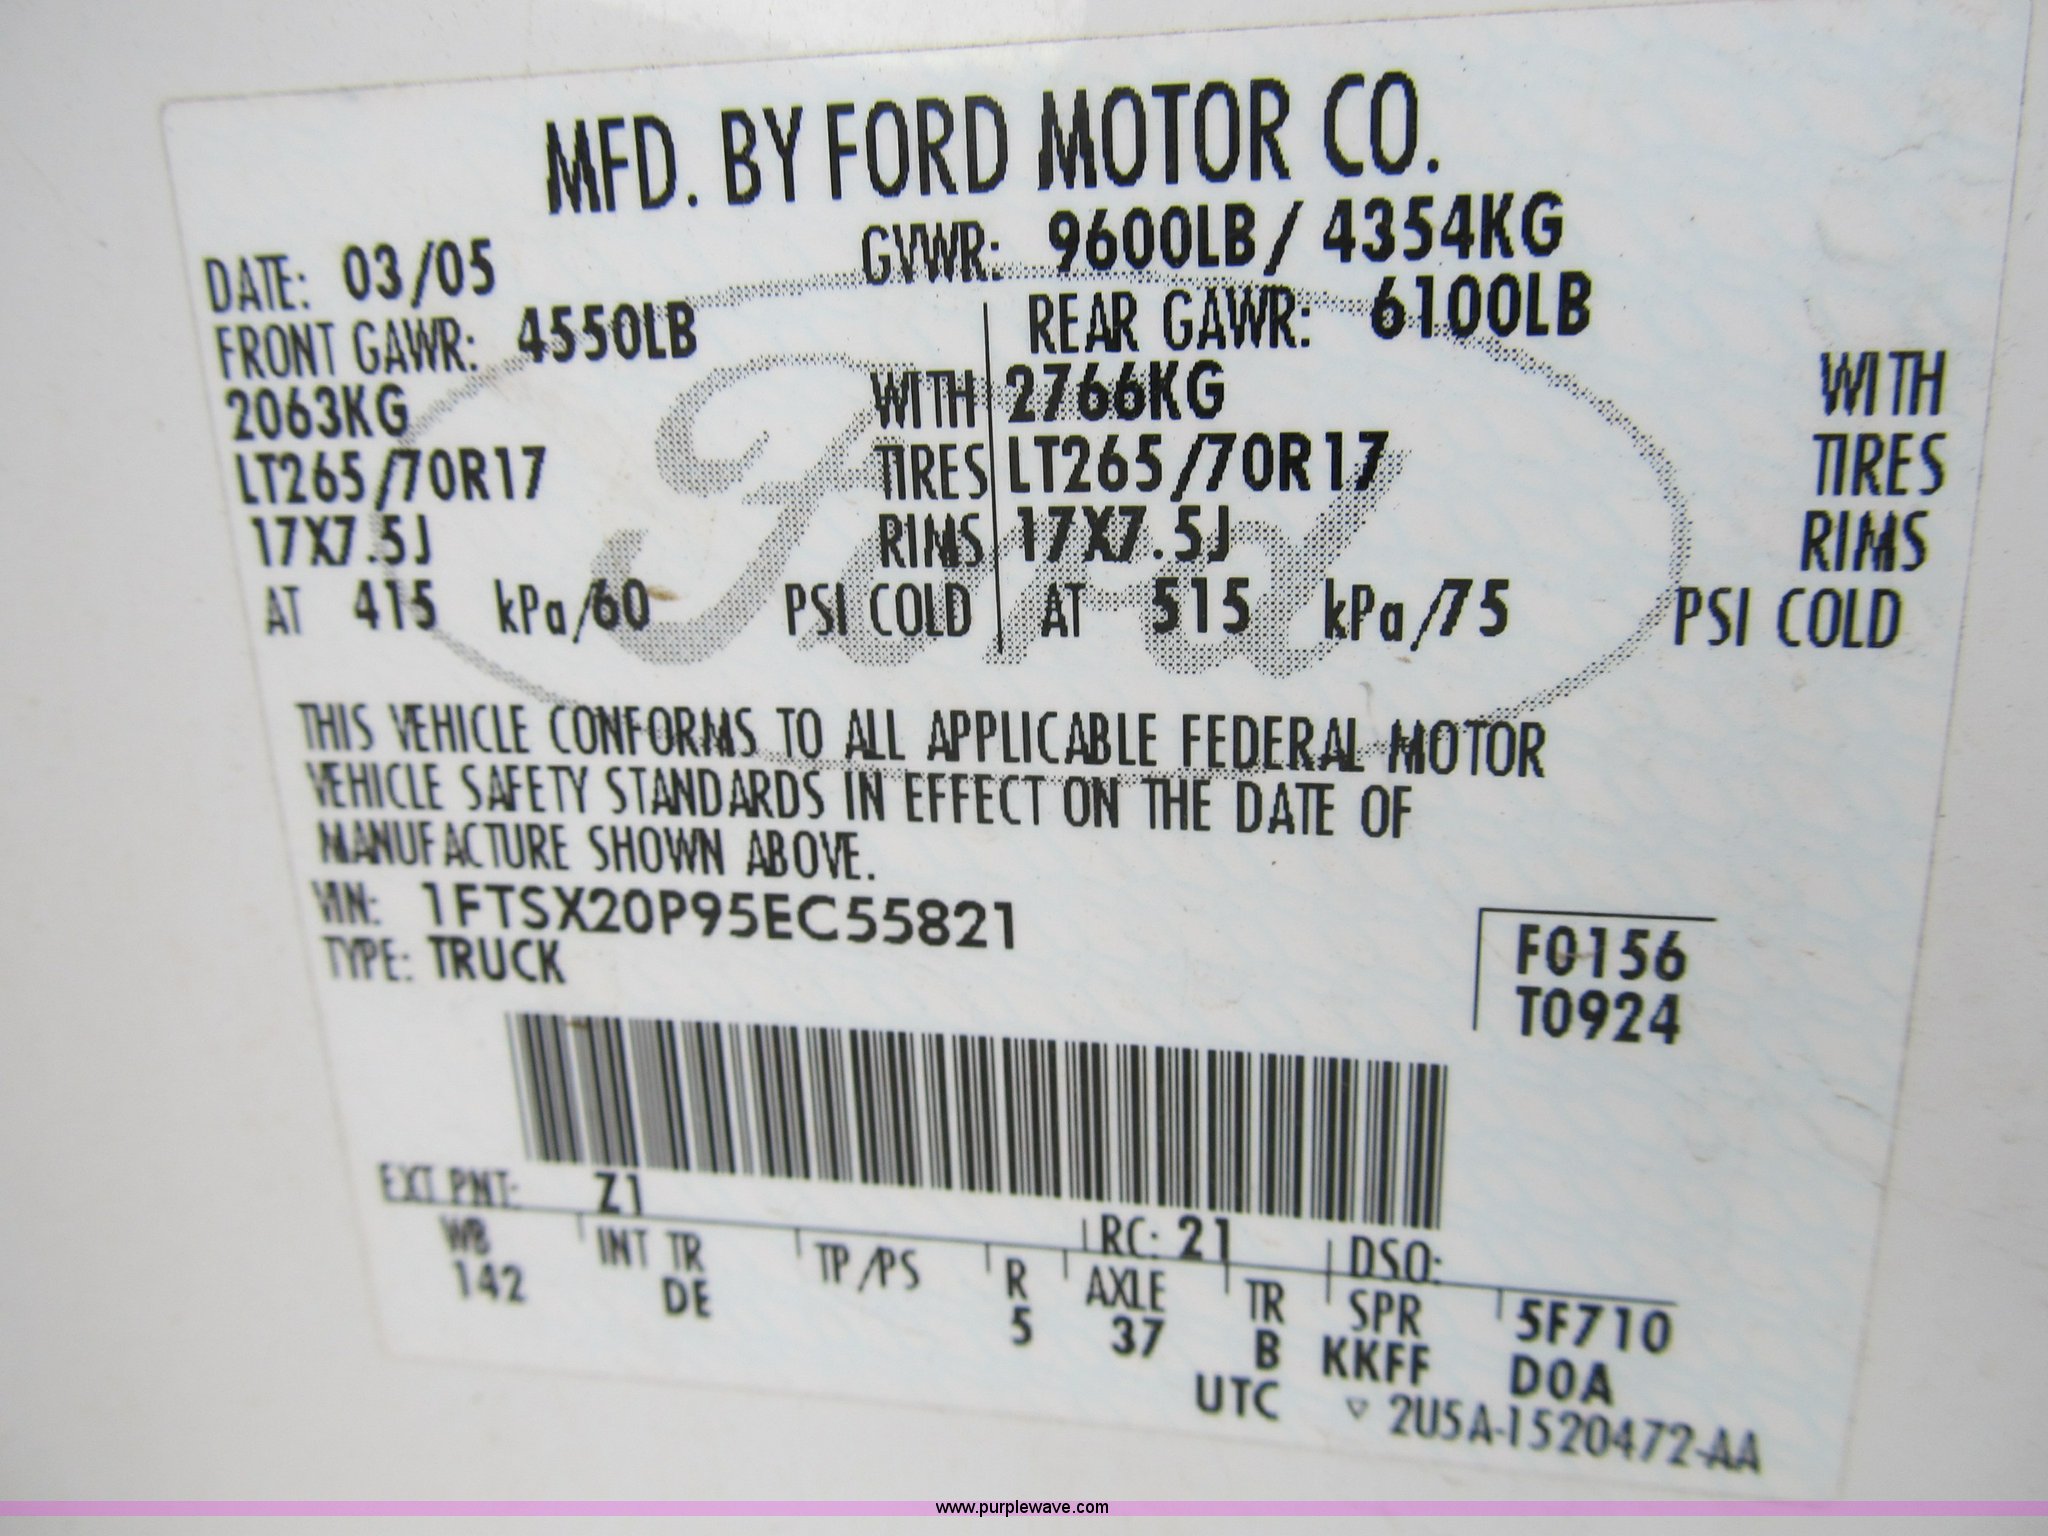 MFD. BY FORD MOTOR CO.
DATE: 03/05 GVWR: 9600LB / 4354KG
FRONT GAWR: 4550LB REAR GAWR: 6100LB
2063KG WITH 2766KG WITH
LT265/70R17 TIRES LT265/70R17 TIRES
17X7.5J RIMS 17X7.5J RIMS
AT 415 kPa/60 PSI COLD AT 515 kPa/75 PSI COLD
Ford
THIS VEHICLE CONFORMS TO ALL APPLICABLE FEDERAL MOTOR
VEHICLE SAFETY STANDARDS IN EFFECT ON THE DATE OF
MANUFACTURE SHOWN ABOVE.
VIN: 1FTSX20P95EC55821
TYPE: TRUCK
F0156
T0924
EXT PNT: Z1 RC: 21 DSO:
WB INT TR TP/PS R AXLE TR SPR 5F710
142 DE 5 37 B KKFF DOA
UTC ▽ 2U5A-1520472-AA
www.purplewave.com